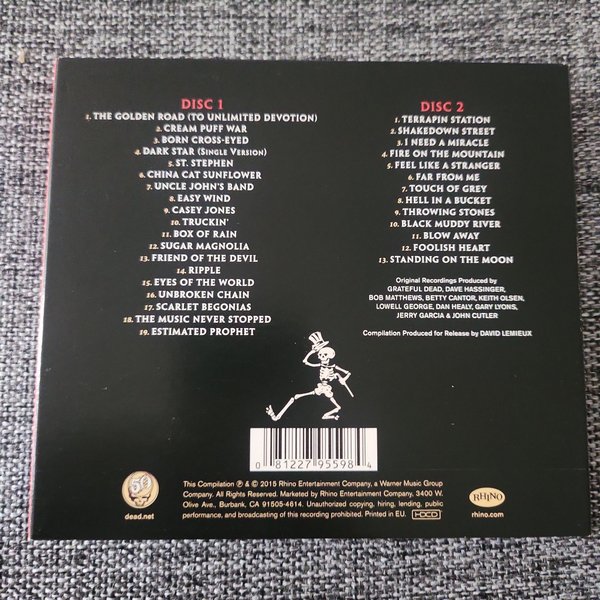 DISC 1
1. THE GOLDEN ROAD (TO UNLIMITED DEVOTION)
2. CREAM PUFF WAR
3. BORN CROSS-EYED
4. DARK STAR (SINGLE VERSION)
5. ST. STEPHEN
6. CHINA CAT SUNFLOWER
7. UNCLE JOHN'S BAND
8. EASY WIND
9. CASEY JONES
10. TRUCKIN'
11. BOX OF RAIN
12. SUGAR MAGNOLIA
13. FRIEND OF THE DEVIL
14. RIPPLE
15. EYES OF THE WORLD
16. UNBROKEN CHAIN
17. SCARLET BEGONIAS
18. THE MUSIC NEVER STOPPED
19. ESTIMATED PROPHET
DISC 2
1. TERRAPIN STATION
2. SHAKEDOWN STREET
3. I NEED A MIRACLE
4. FIRE ON THE MOUNTAIN
5. FEEL LIKE A STRANGER
6. FAR FROM ME
7. TOUCH OF GREY
8. HELL IN A BUCKET
9. THROWING STONES
10. BLACK MUDDY RIVER
11. BLOW AWAY
12. FOOLISH HEART
13. STANDING ON THE MOON
Original Recordings Produced by
GRATEFUL DEAD, DAVE HASSINGER,
BOB MATTHEWS, BETTY CANTOR, KEITH OLSEN,
LOWELL GEORGE, DAN HEALY, GARY LYONS,
JERRY GARCIA & JOHN CUTLER
Compilation Produced for Release by DAVID LEMIEUX
0 81227 95598 4
50
dead.net
This Compilation ℗ & © 2015 Rhino Entertainment Company, a Warner Music Group
Company. All Rights Reserved. Marketed by Rhino Entertainment Company, 3400 W.
Olive Ave., Burbank, CA 91505-4614. Unauthorized copying, hiring, lending, public
performance, and broadcasting of this recording prohibited. Printed in EU. HDCD
RHINO
rhino.com